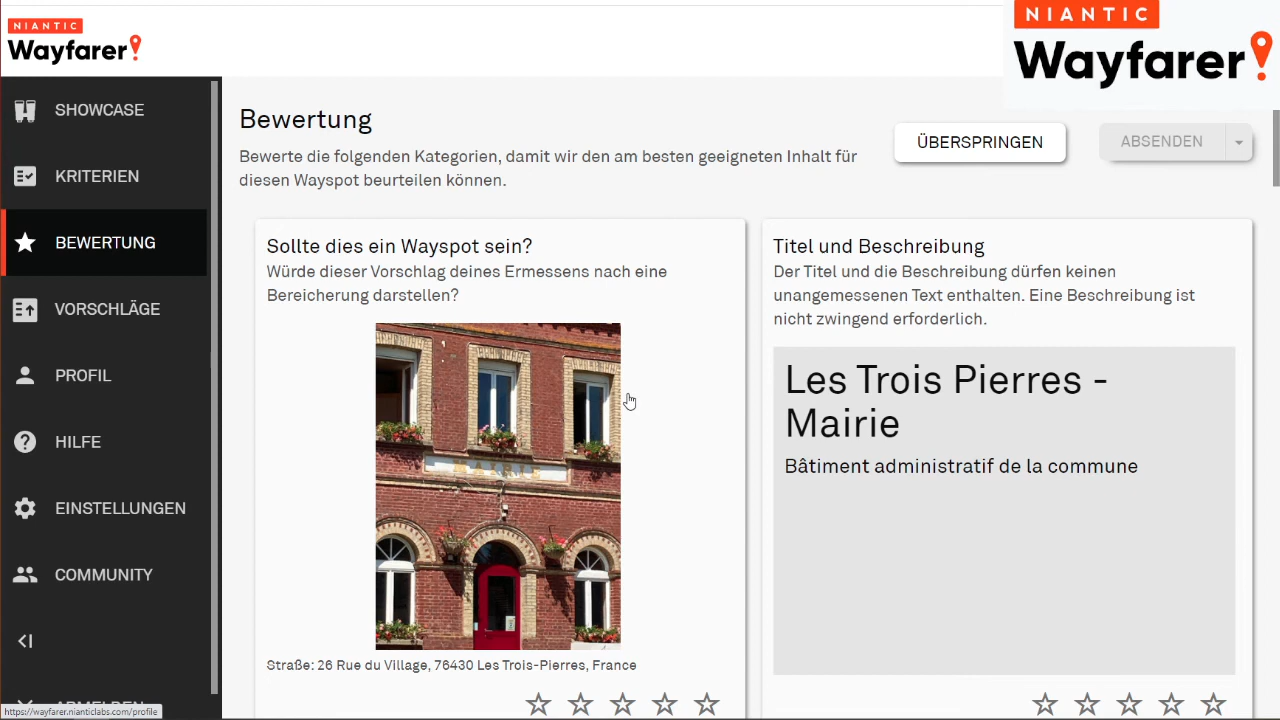 NIANTIC
Wayfarer
NIANTIC
Wayfarer
SHOWCASE
KRITERIEN
BEWERTUNG
VORSCHLÄGE
PROFIL
HILFE
EINSTELLUNGEN
COMMUNITY
ABMELDEN
https://wayfarer.nianticlabs.com/profile
Bewertung
Bewerte die folgenden Kategorien, damit wir den am besten geeigneten Inhalt für
diesen Wayspot beurteilen können.
ÜBERSPRINGEN
ABSENDEN
Sollte dies ein Wayspot sein?
Würde dieser Vorschlag deines Ermessens nach eine
Bereicherung darstellen?
Straße: 26 Rue du Village, 76430 Les Trois-Pierres, France
Titel und Beschreibung
Der Titel und die Beschreibung dürfen keinen
unangemessenen Text enthalten. Eine Beschreibung ist
nicht zwingend erforderlich.
Les Trois Pierres -
Mairie
Bâtiment administratif de la commune